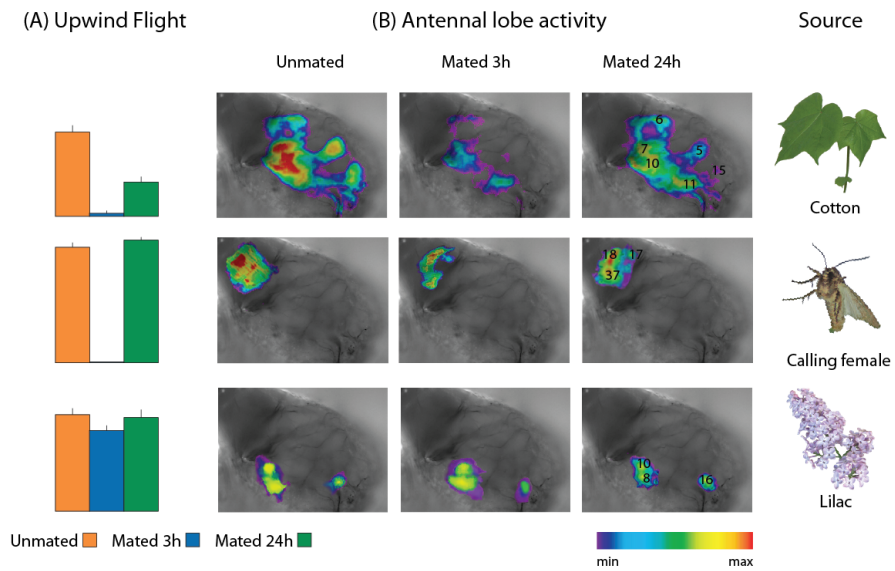 (A) Upwind Flight
(B) Antennal lobe activity
Source
Unmated
Mated 3h
Mated 24h
6
7
5
10
15
11
Cotton
18
17
37
Calling female
10
8
16
Lilac
Unmated
Mated 3h
Mated 24h
min
max